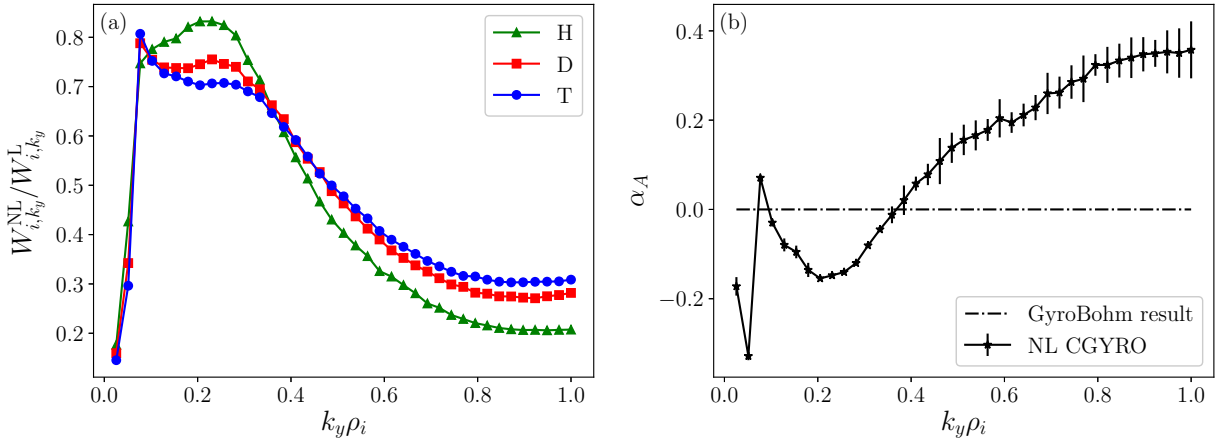 (a)
H
D
T
0.8
0.7
0.6
0.5
0.4
0.3
0.2
W^{NL}_{i,k_y}/W^{L}_{i,k_y}
0.0 0.2 0.4 0.6 0.8 1.0
k_yρ_i
(b)
0.4
0.2
0.0
−0.2
α_A
GyroBohm result
NL CGYRO
0.0 0.2 0.4 0.6 0.8 1.0
k_yρ_i